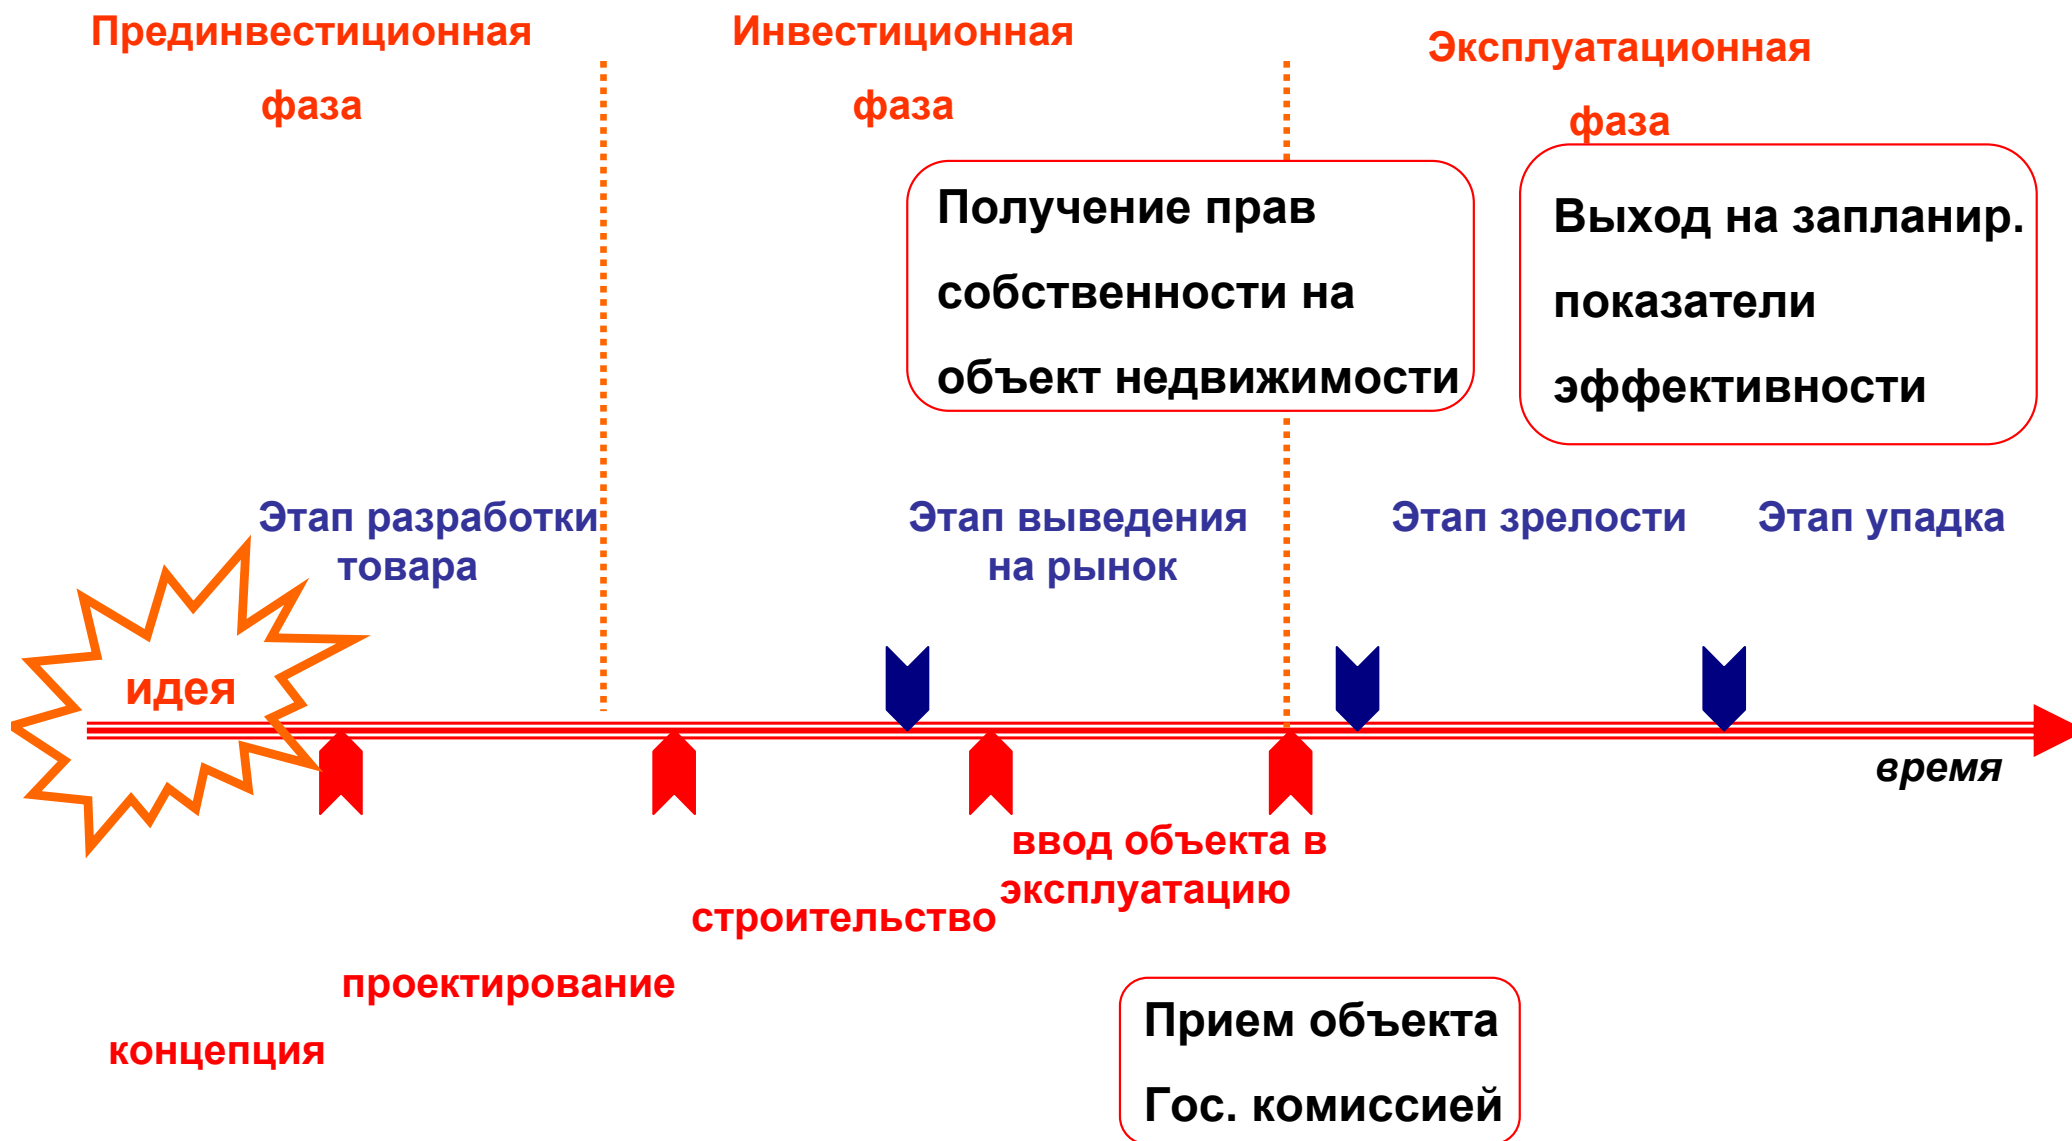 Прединвестиционная
фаза
Инвестиционная
фаза
Эксплуатационная
фаза
Получение прав
собственности на
объект недвижимости
Выход на запланир.
показатели
эффективности
Этап разработки
товара
Этап выведения
на рынок
Этап зрелости
Этап упадка
идея
время
ввод объекта в
эксплуатацию
строительство
проектирование
концепция
Прием объекта
Гос. комиссией